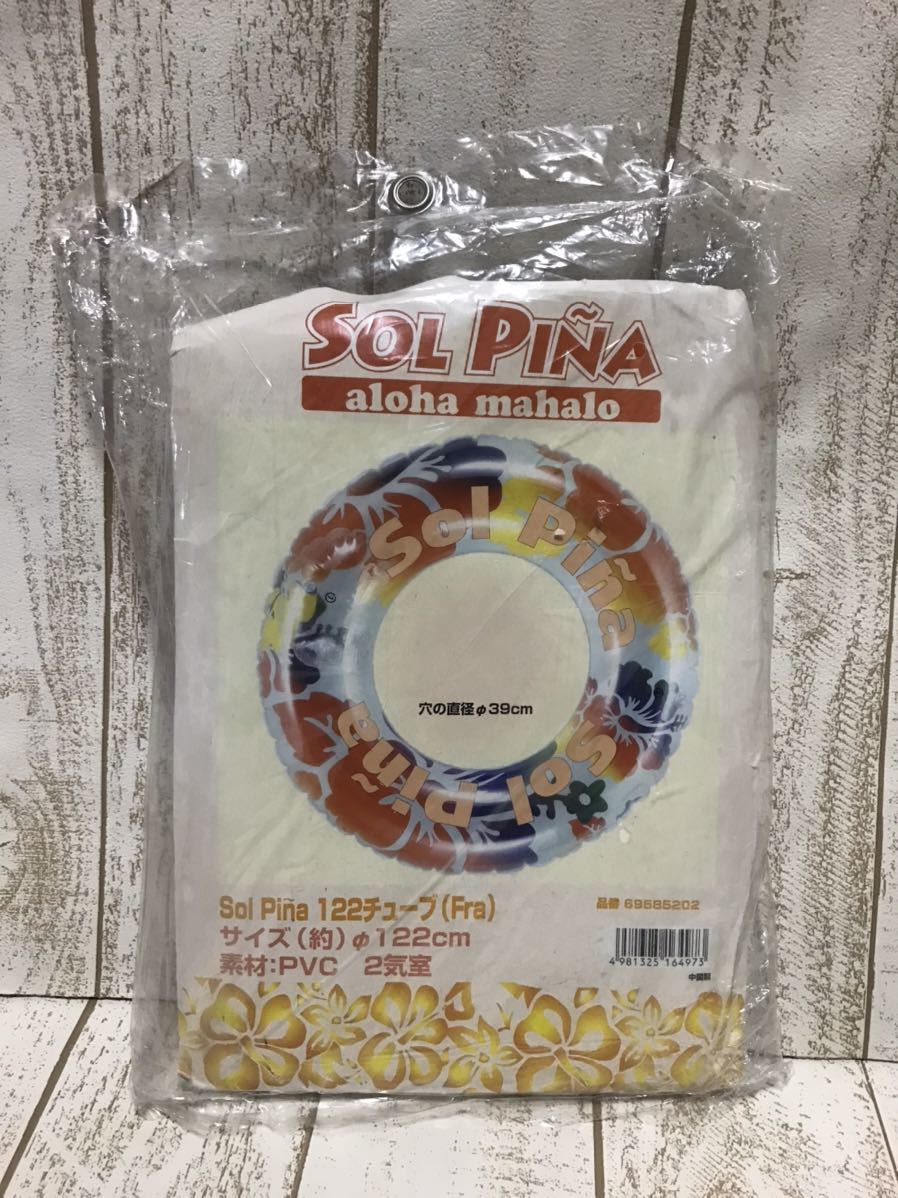 SOL PIÑA
aloha mahalo
Sol Piña
Sol Piña
穴の直径φ39cm
Sol Piña 122チューブ(Fra)
サイズ(約)φ122cm
素材:PVC 2気室
品番 69585202
4 981325 164973
中国製